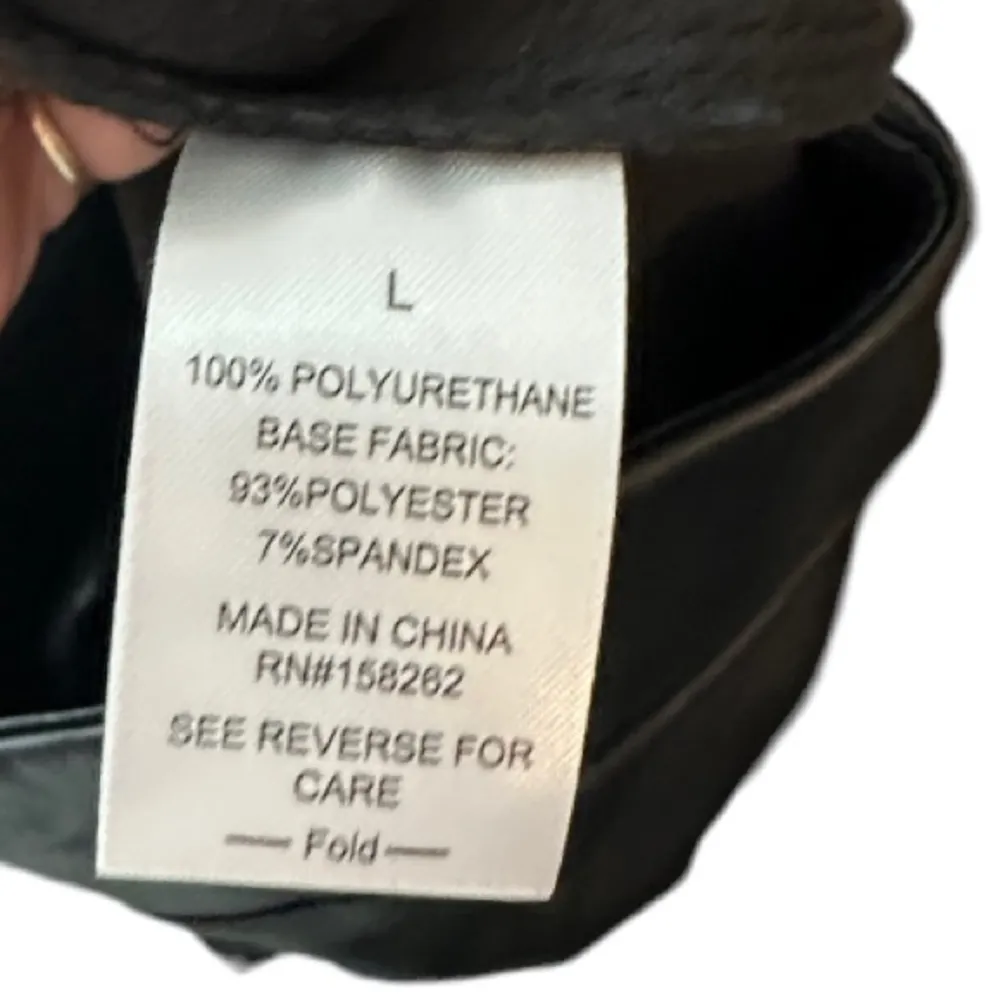 L
100% POLYURETHANE
BASE FABRIC:
93%POLYESTER
7%SPANDEX
MADE IN CHINA
RN#158262
SEE REVERSE FOR
CARE
— Fold —